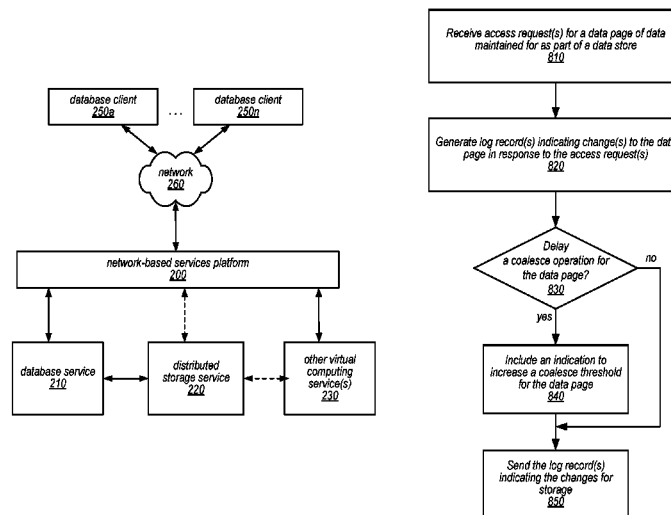 database client
250a
...
database client
250n
network
260
network-based services platform
200
database service
210
distributed
storage service
220
other virtual
computing
service(s)
230
Receive access request(s) for a data page of data
maintained for as part of a data store
810
Generate log record(s) indicating change(s) to the data
page in response to the access request(s)
820
Delay
a coalesce operation for
the data page?
830
no
yes
Include an indication to
increase a coalesce threshold
for the data page
840
Send the log record(s)
indicating the changes for
storage
850